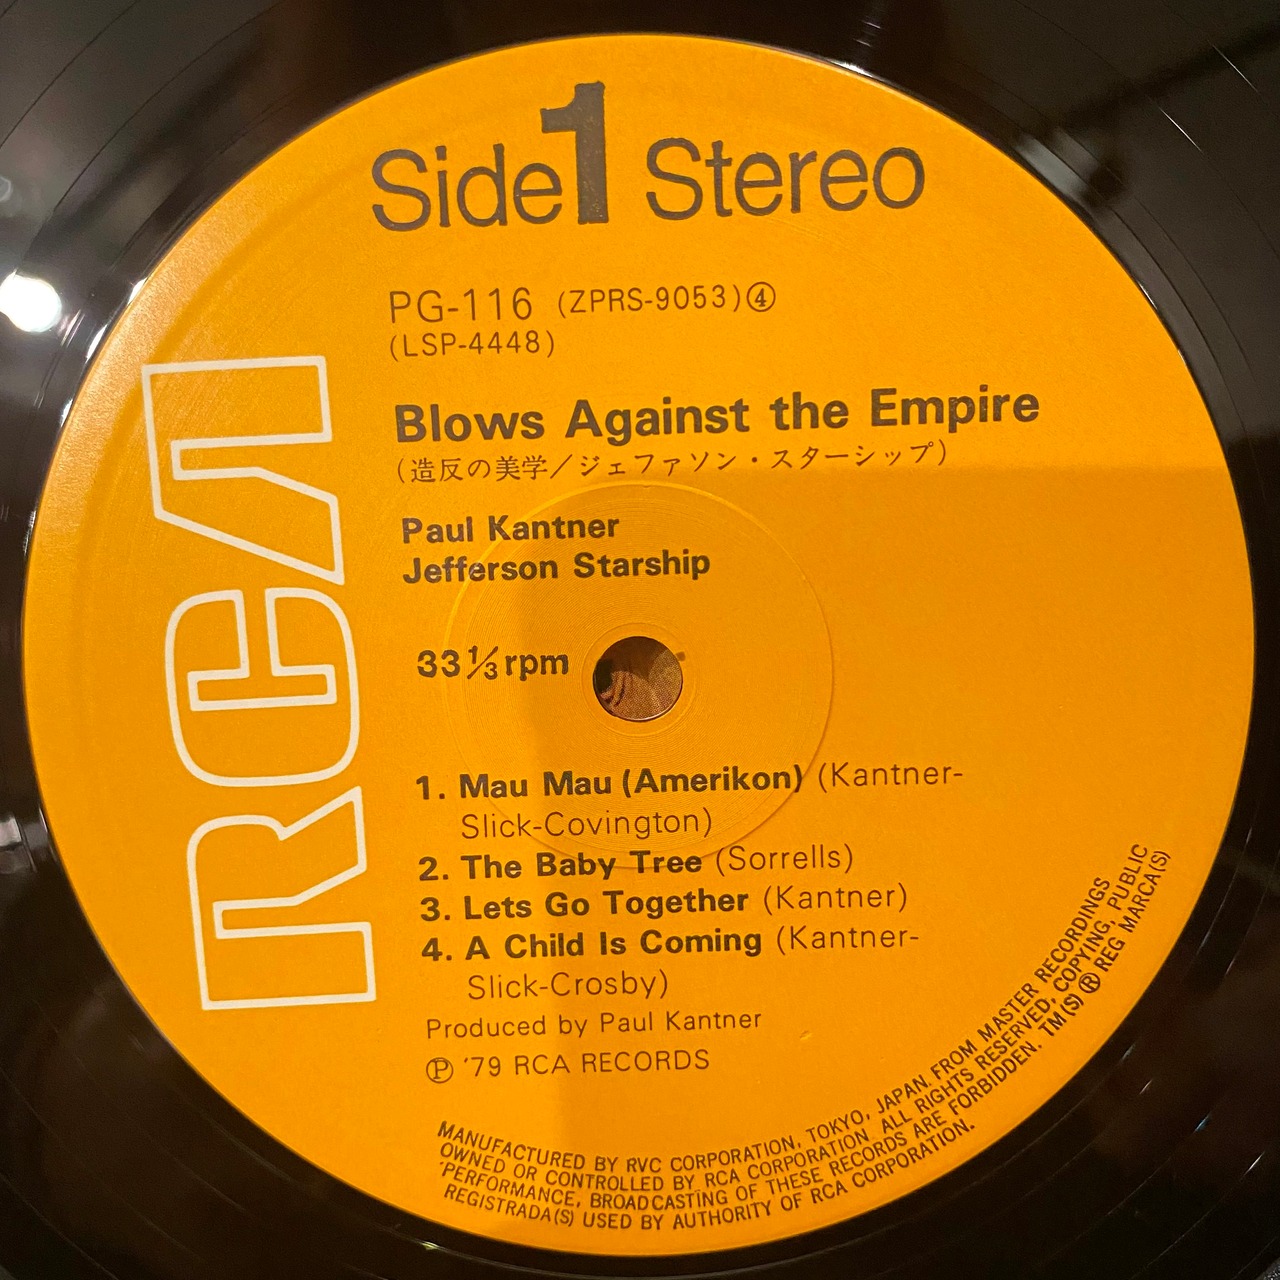 Side 1 Stereo
PG-116 (ZPRS-9053)④
(LSP-4448)
Blows Against the Empire
(造反の美学／ジェファソン・スターシップ)
Paul Kantner
Jefferson Starship
33 1/3 rpm
1. Mau Mau (Amerikon) (Kantner-
Slick-Covington)
2. The Baby Tree (Sorrells)
3. Lets Go Together (Kantner)
4. A Child Is Coming (Kantner-
Slick-Crosby)
Produced by Paul Kantner
Ⓟ '79 RCA RECORDS
RCA
MANUFACTURED BY RVC CORPORATION, TOKYO, JAPAN. FROM MASTER RECORDINGS
OWNED OR CONTROLLED BY RCA CORPORATION. ALL RIGHTS RESERVED, COPYING, PUBLIC
'PERFORMANCE, BROADCASTING OF THESE RECORDS ARE FORBIDDEN. TM(S) ® REG MARCA(S)
REGISTRADA(S) USED BY AUTHORITY OF RCA CORPORATION.